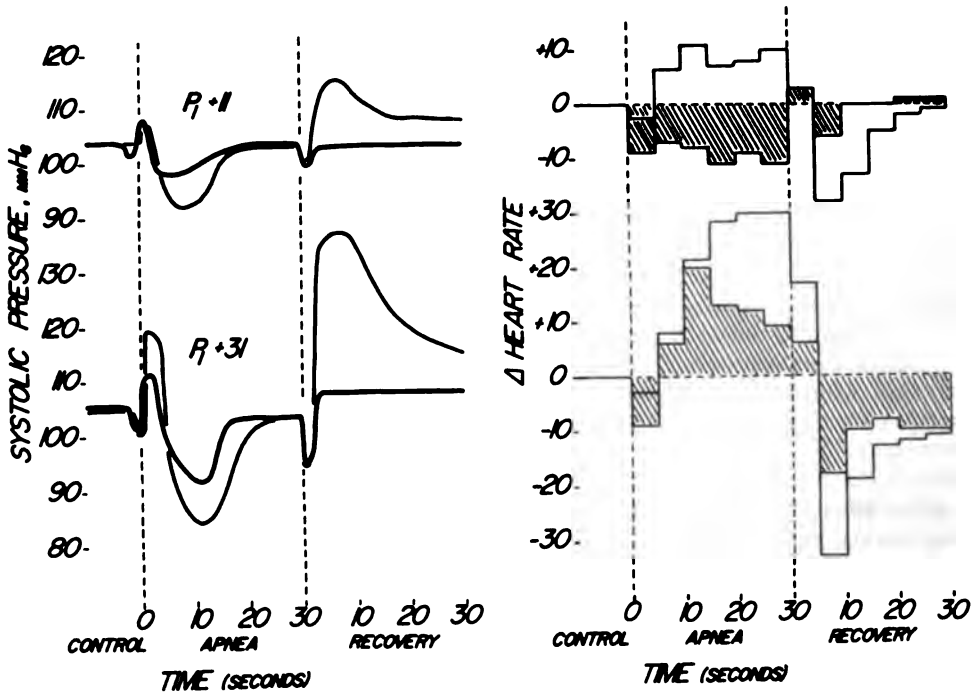 SYSTOLIC PRESSURE, mmHg
120-
110-
100-
90-
130-
120-
110-
100-
90-
80-
P₁ +11
P₁ +31
0 10 20 30 10 20 30
CONTROL APNEA RECOVERY
TIME (SECONDS)
Δ HEART RATE
+10-
0
-10-
+30-
+20-
+10-
0
-10-
-20-
-30-
0 10 20 30 10 20 30
CONTROL APNEA RECOVERY
TIME (SECONDS)